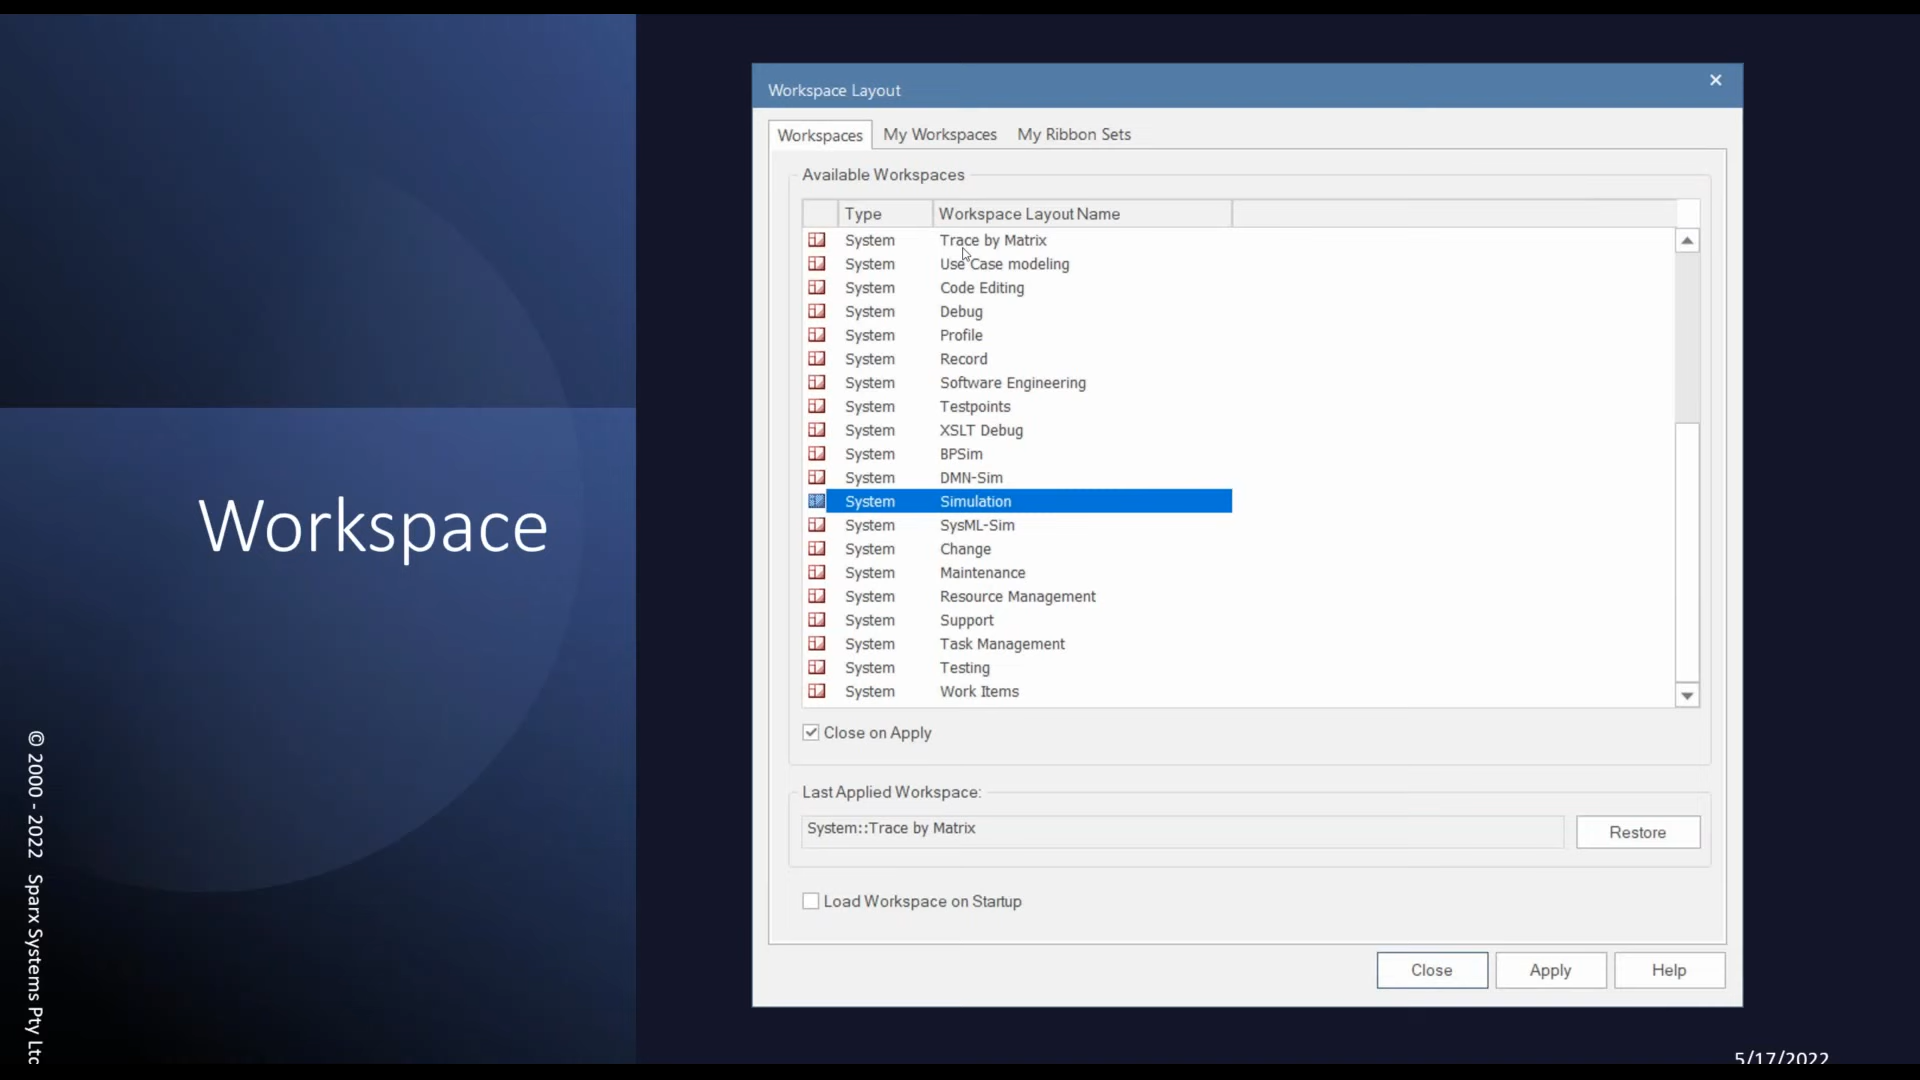 Workspace
© 2000 - 2022 Sparx Systems Pty Ltd
Workspace Layout
Workspaces My Workspaces My Ribbon Sets
Available Workspaces
Type Workspace Layout Name
System Trace by Matrix
System Use Case modeling
System Code Editing
System Debug
System Profile
System Record
System Software Engineering
System Testpoints
System XSLT Debug
System BPSim
System DMN-Sim
System Simulation
System SysML-Sim
System Change
System Maintenance
System Resource Management
System Support
System Task Management
System Testing
System Work Items
Close on Apply
Last Applied Workspace:
System::Trace by Matrix
Restore
Load Workspace on Startup
Close Apply Help
5/17/2022